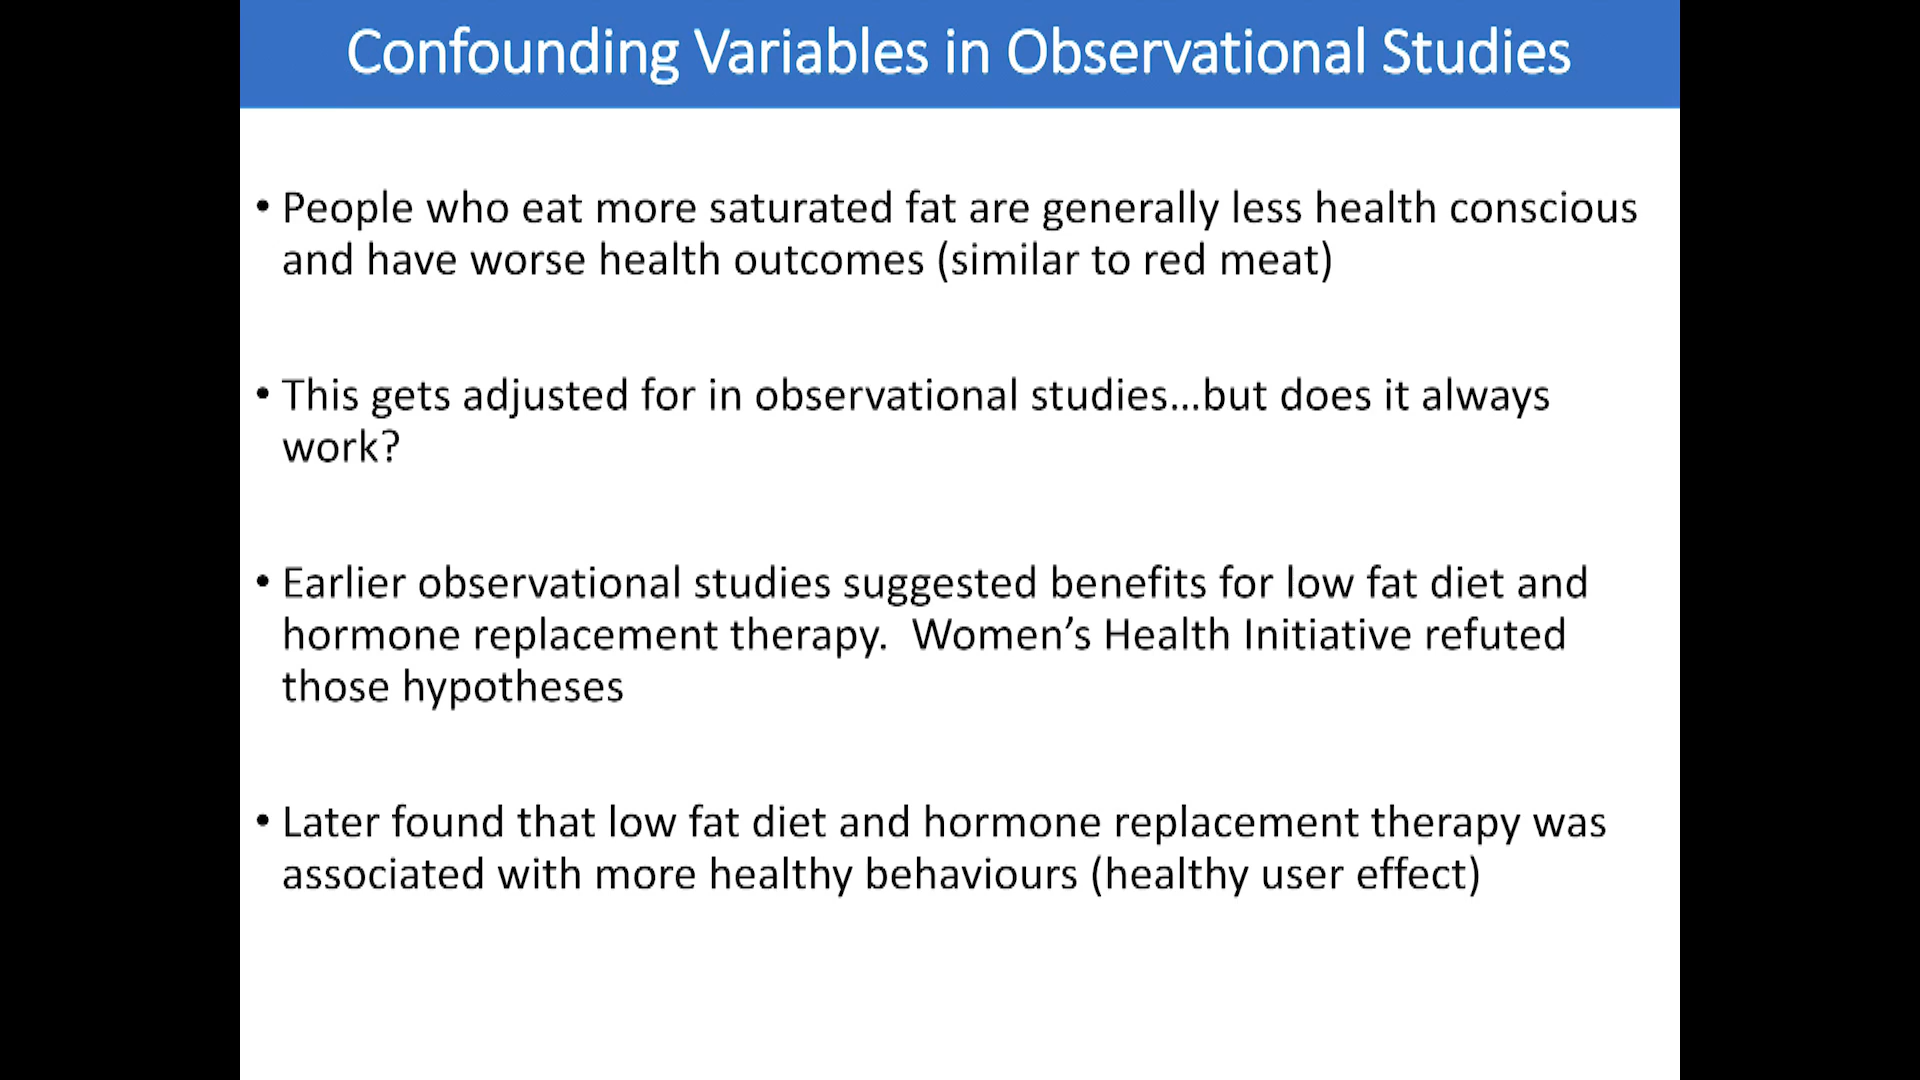 Confounding Variables in Observational Studies
• People who eat more saturated fat are generally less health conscious
and have worse health outcomes (similar to red meat)
• This gets adjusted for in observational studies…but does it always
work?
• Earlier observational studies suggested benefits for low fat diet and
hormone replacement therapy.  Women’s Health Initiative refuted
those hypotheses
• Later found that low fat diet and hormone replacement therapy was
associated with more healthy behaviours (healthy user effect)